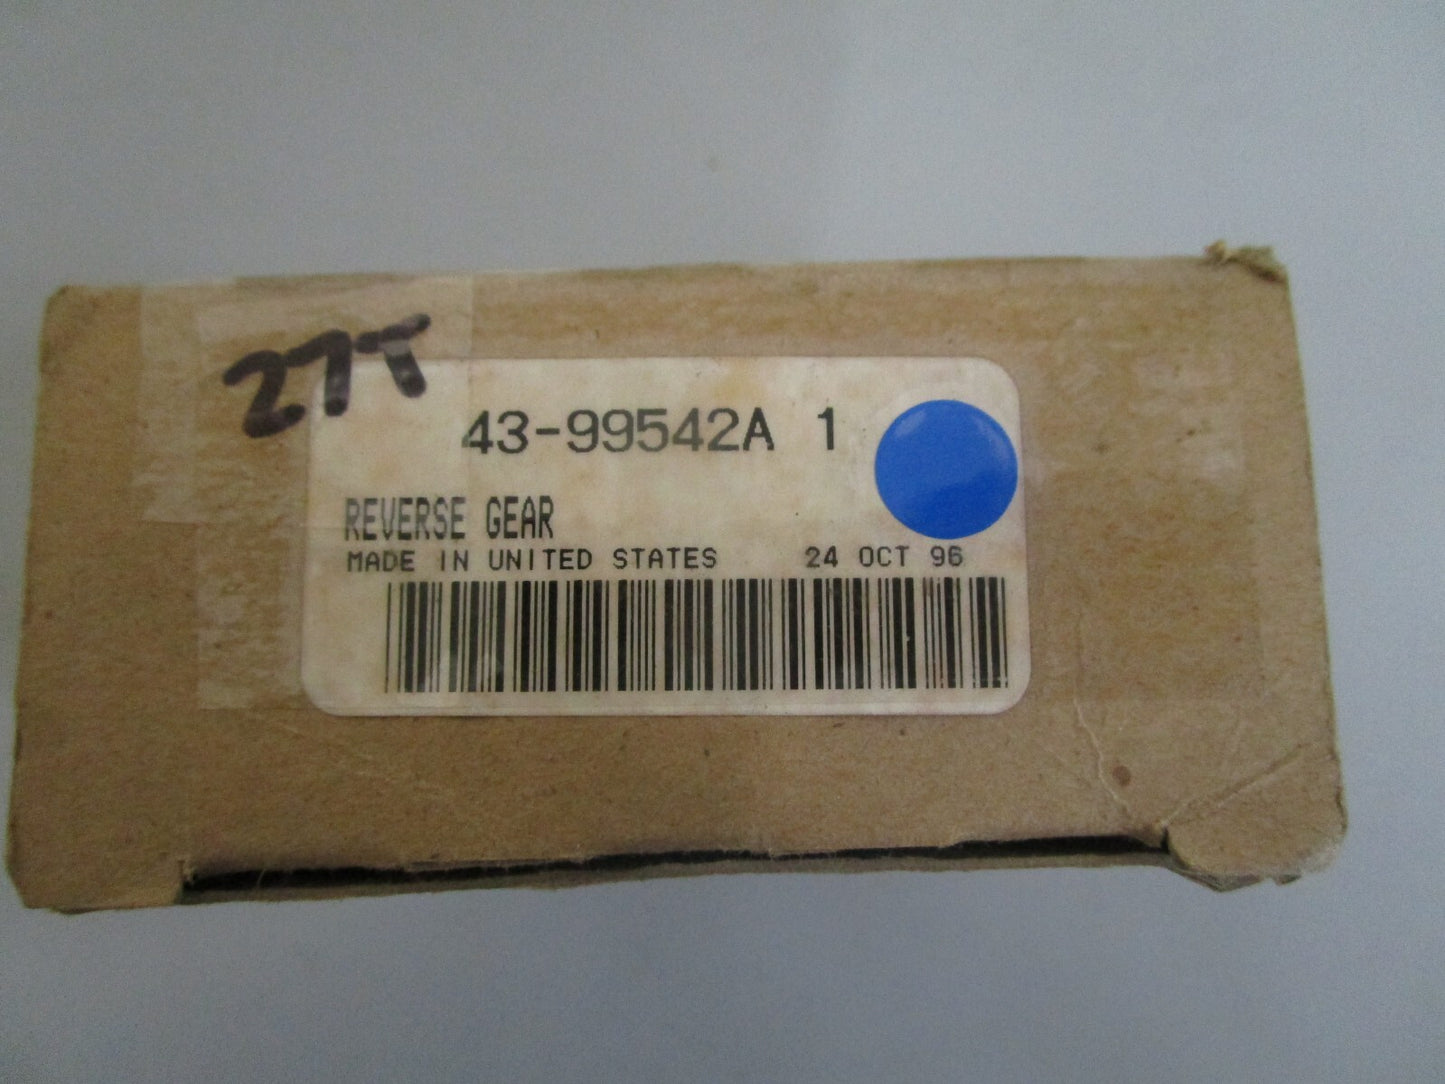 27T
43-99542A 1
REVERSE GEAR
MADE IN UNITED STATES 24 OCT 96